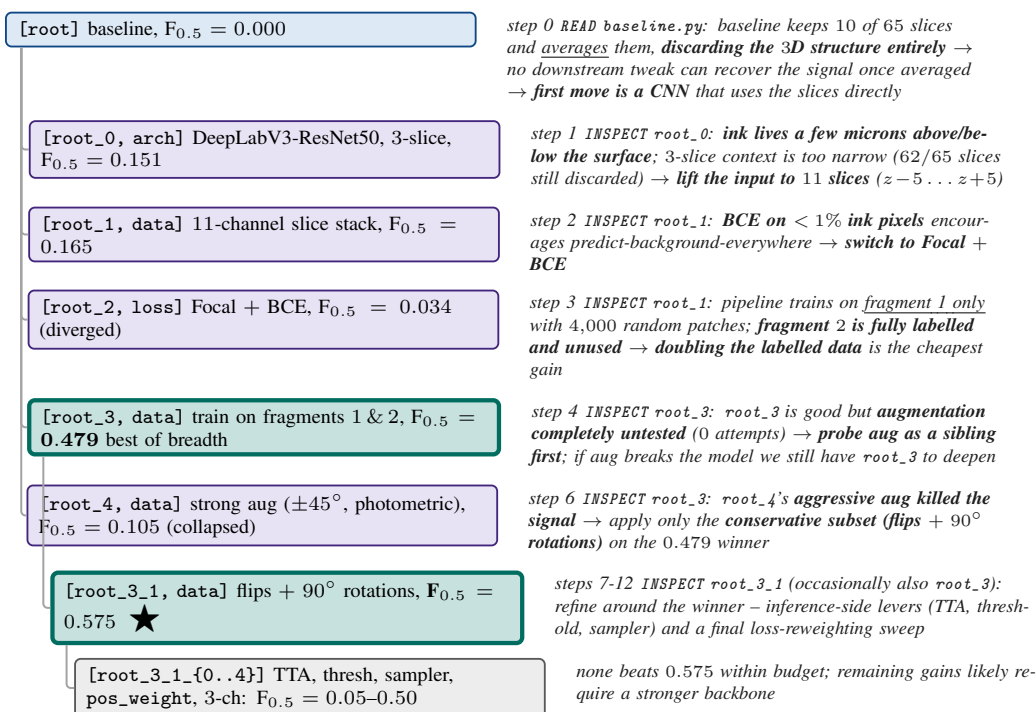 [root] baseline, F0.5 = 0.000
step 0 READ baseline.py: baseline keeps 10 of 65 slices
and averages them, discarding the 3D structure entirely →
no downstream tweak can recover the signal once averaged
→ first move is a CNN that uses the slices directly
[root_0, arch] DeepLabV3-ResNet50, 3-slice,
F0.5 = 0.151
step 1 INSPECT root_0: ink lives a few microns above/be-
low the surface; 3-slice context is too narrow (62/65 slices
still discarded) → lift the input to 11 slices (z−5 . . . z+5)
[root_1, data] 11-channel slice stack, F0.5 =
0.165
step 2 INSPECT root_1: BCE on < 1% ink pixels encour-
ages predict-background-everywhere → switch to Focal +
BCE
[root_2, loss] Focal + BCE, F0.5 = 0.034
(diverged)
step 3 INSPECT root_1: pipeline trains on fragment 1 only
with 4,000 random patches; fragment 2 is fully labelled
and unused → doubling the labelled data is the cheapest
gain
[root_3, data] train on fragments 1 & 2, F0.5 =
0.479 best of breadth
step 4 INSPECT root_3: root_3 is good but augmentation
completely untested (0 attempts) → probe aug as a sibling
first; if aug breaks the model we still have root_3 to deepen
[root_4, data] strong aug (±45°, photometric),
F0.5 = 0.105 (collapsed)
step 6 INSPECT root_3: root_4's aggressive aug killed the
signal → apply only the conservative subset (flips + 90°
rotations) on the 0.479 winner
[root_3_1, data] flips + 90° rotations, F0.5 =
0.575 ★
steps 7-12 INSPECT root_3_1 (occasionally also root_3):
refine around the winner – inference-side levers (TTA, thresh-
old, sampler) and a final loss-reweighting sweep
[root_3_1_{0..4}] TTA, thresh, sampler,
pos_weight, 3-ch: F0.5 = 0.05–0.50
none beats 0.575 within budget; remaining gains likely re-
quire a stronger backbone